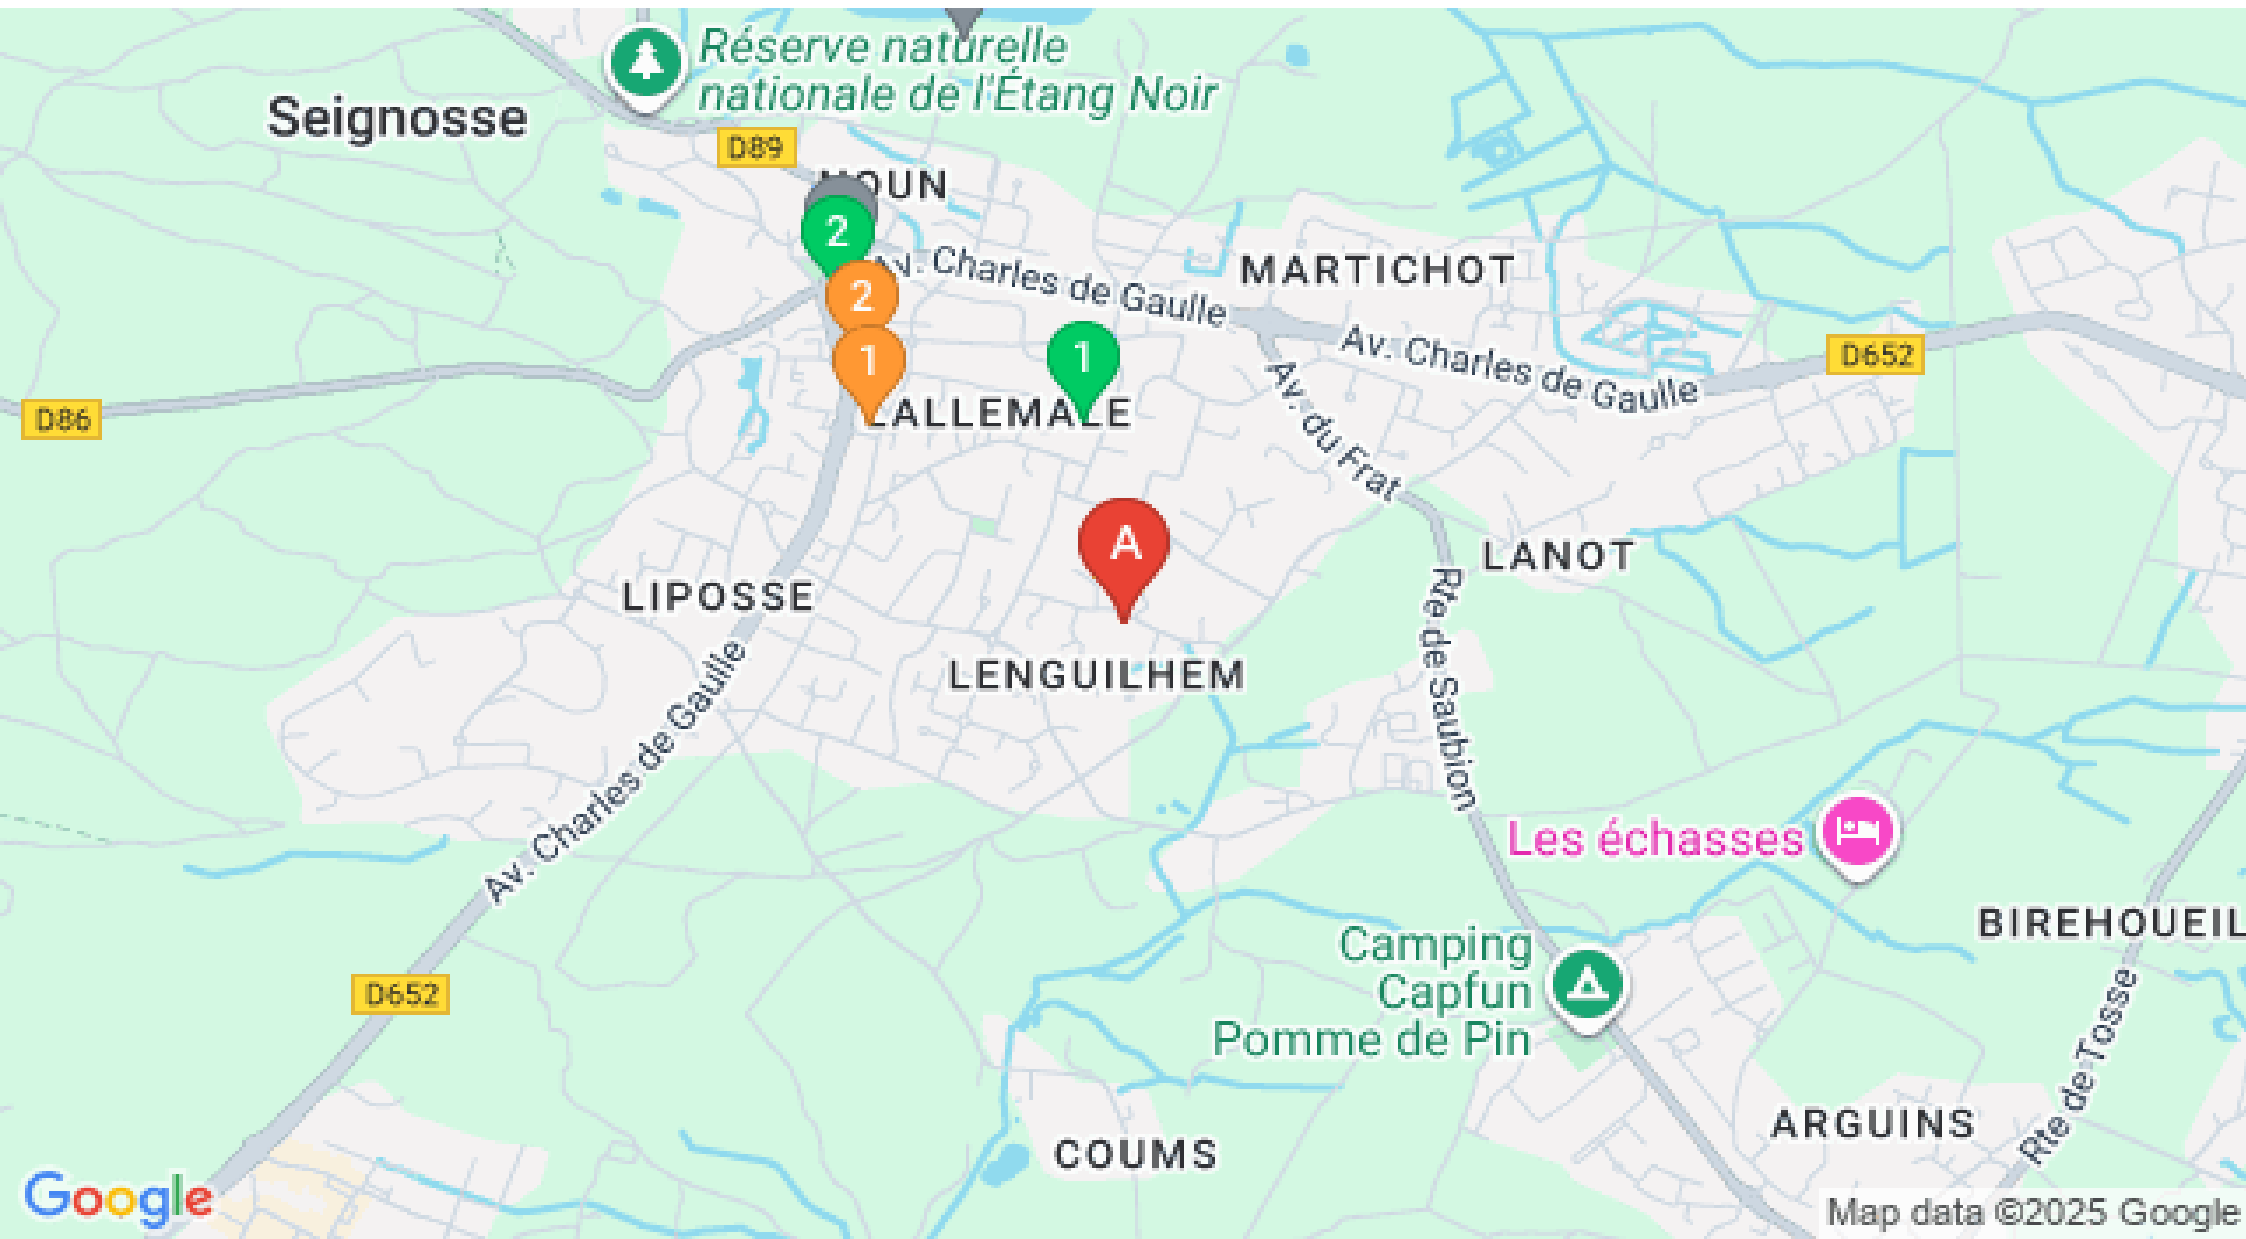 Réserve naturelle
nationale de l'Étang Noir
Seignosse
D89
MOUN
2
Av. Charles de Gaulle
MARTICHOT
2
1
1
Av. Charles de Gaulle
D652
D86
LALLEMALE
Av. du Frat
A
LANOT
LIPOSSE
Rte de Saubion
LENGUILHEM
Av. Charles de Gaulle
Les échasses
BIREHOUEIL
Camping
Capfun
Pomme de Pin
D652
Rte de Tosse
ARGUINS
COUMS
Google
Map data ©2025 Google